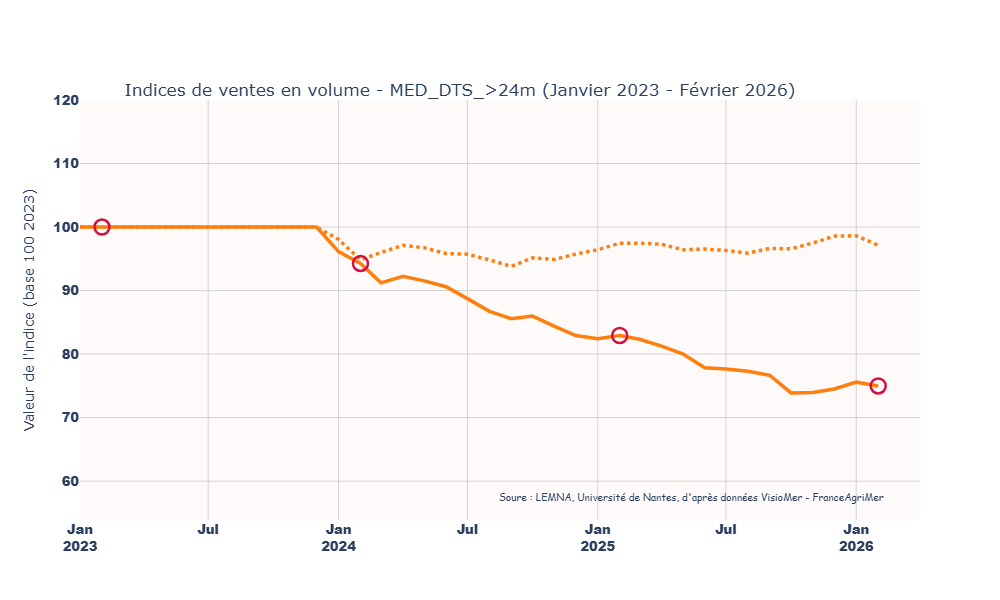 Indices de ventes en volume - MED_DTS_>24m (Janvier 2023 - Février 2026)
Valeur de l'indice (base 100 2023)
120
110
100
90
80
70
60
Soure : LEMNA, Université de Nantes, d'après données VisioMer - FranceAgriMer
Jan Jul Jan Jul Jan Jul Jan
2023 2024 2025 2026